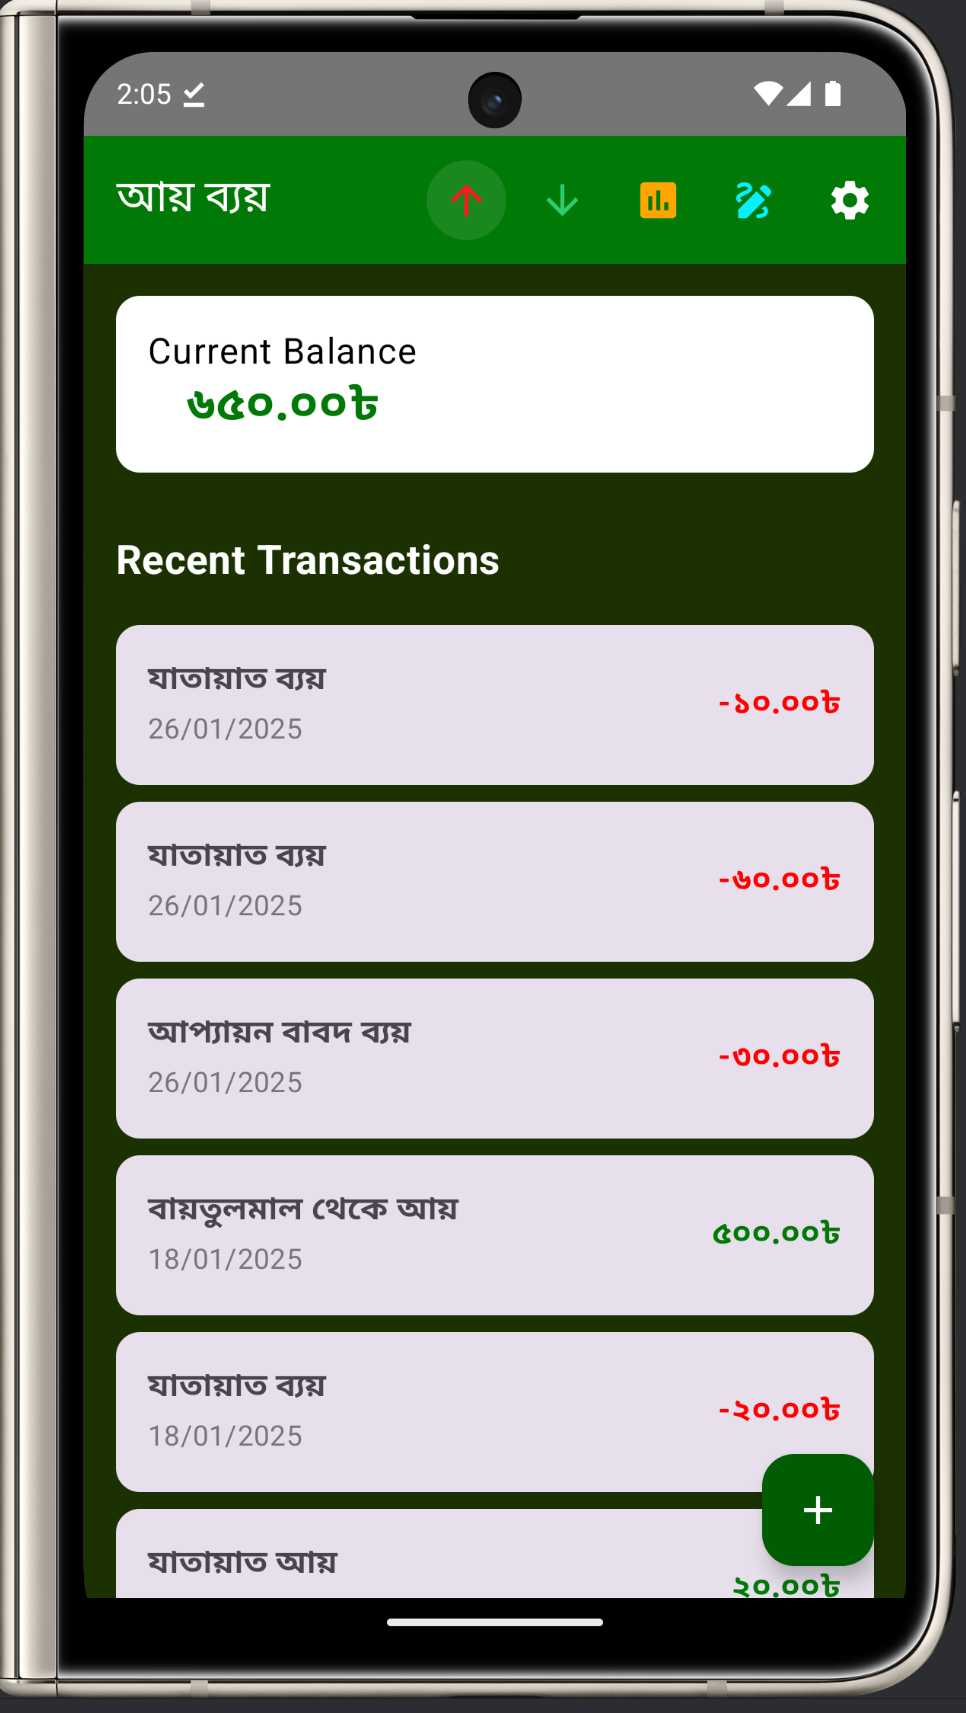 2:05
আয় ব্যয়
Current Balance
৬৫০.০০৳
Recent Transactions
যাতায়াত ব্যয়
-১০.০০৳
26/01/2025
যাতায়াত ব্যয়
-৬০.০০৳
26/01/2025
আপ্যায়ন বাবদ ব্যয়
-৩০.০০৳
26/01/2025
বায়তুলমাল থেকে আয়
৫০০.০০৳
18/01/2025
যাতায়াত ব্যয়
-২০.০০৳
18/01/2025
যাতায়াত আয়
২০.০০৳